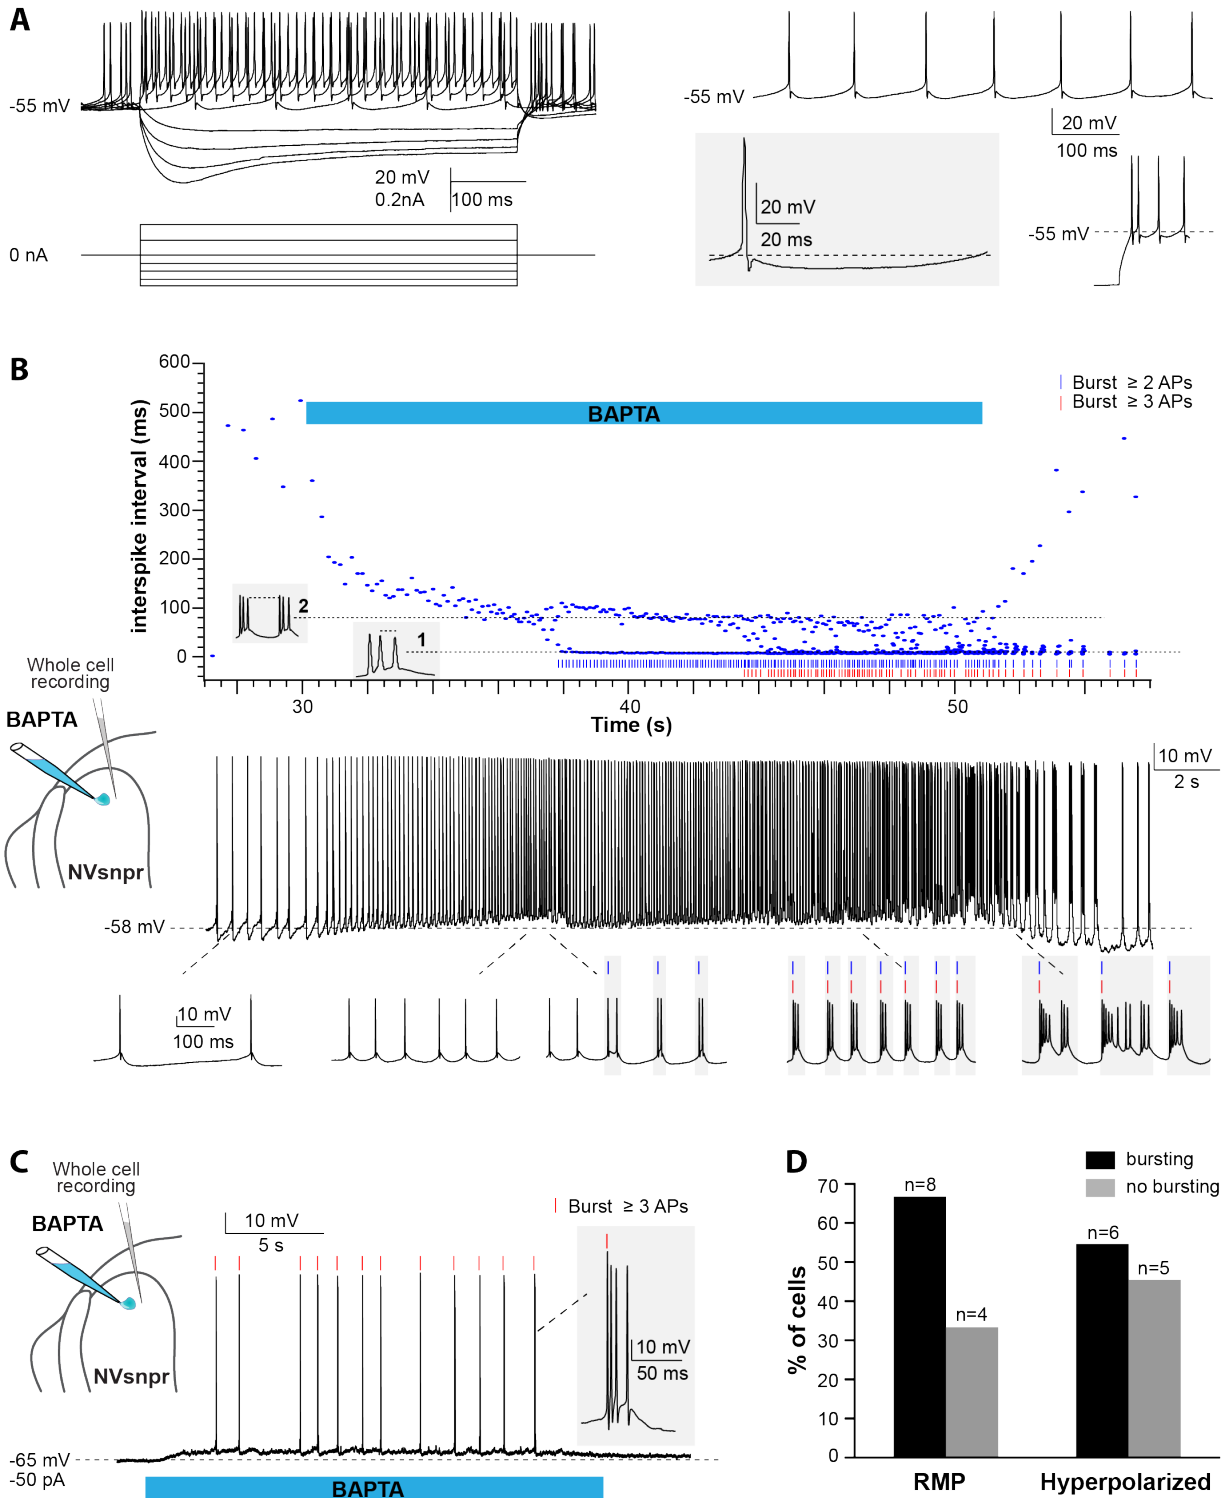 A
-55 mV
20 mV
0.2nA
100 ms
0 nA
-55 mV
20 mV
100 ms
20 mV
20 ms
-55 mV
B
interspike interval (ms)
600
500
400
300
200
100
0
BAPTA
Burst ≥ 2 APs
Burst ≥ 3 APs
2
1
30
40
50
Time (s)
Whole cell
recording
BAPTA
NVsnpr
10 mV
2 s
-58 mV
10 mV
100 ms
C
Whole cell
recording
BAPTA
NVsnpr
10 mV
5 s
Burst ≥ 3 APs
10 mV
50 ms
-65 mV
-50 pA
BAPTA
D
bursting
no bursting
% of cells
70
60
50
40
30
20
10
0
n=8
n=4
n=6
n=5
RMP
Hyperpolarized